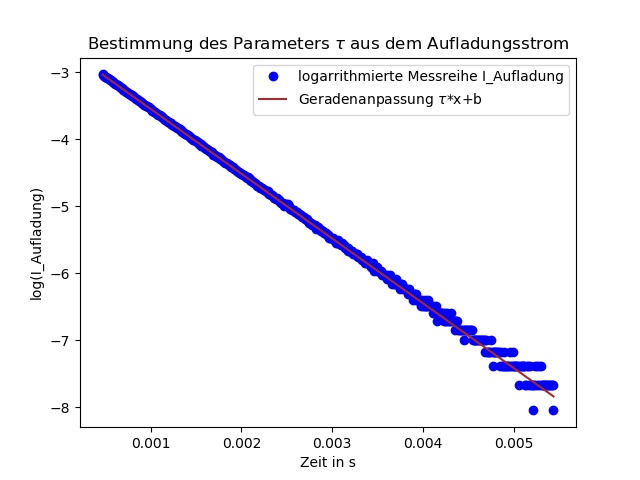 Bestimmung des Parameters τ aus dem Aufladungsstrom
logarrithmierte Messreihe I_Aufladung
Geradenanpassung τ*x+b
log(I_Aufladung)
−3
−4
−5
−6
−7
−8
0.001 0.002 0.003 0.004 0.005
Zeit in s